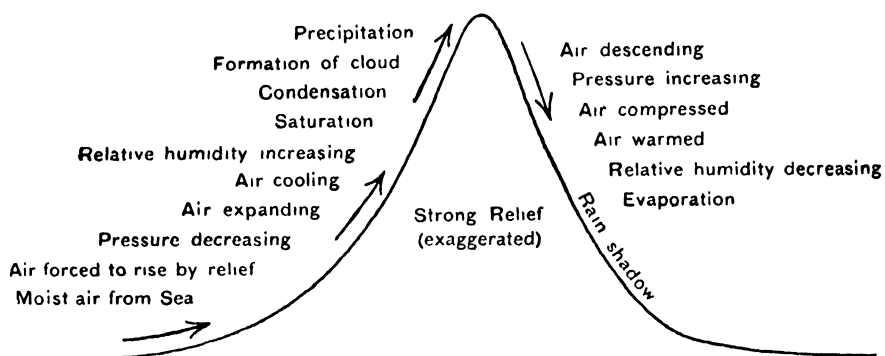 Precipitation
Formation of cloud
Condensation
Saturation
Relative humidity increasing
Air cooling
Air expanding
Pressure decreasing
Air forced to rise by relief
Moist air from Sea
Strong Relief
(exaggerated)
Air descending
Pressure increasing
Air compressed
Air warmed
Relative humidity decreasing
Evaporation
Rain shadow